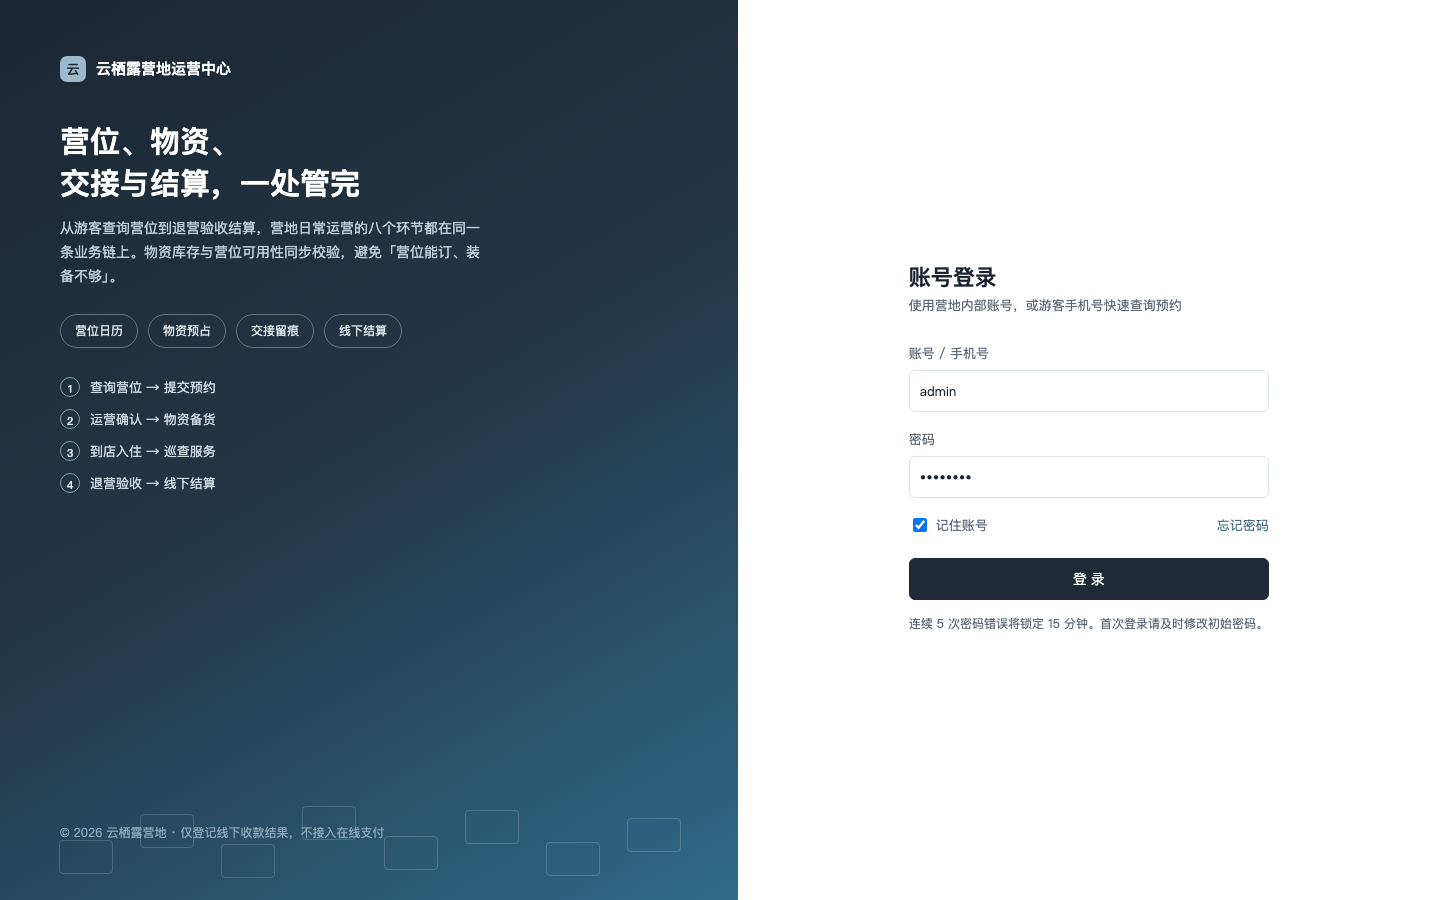 云 云栖露营地运营中心
营位、物资、
交接与结算，一处管完
从游客查询营位到退营验收结算，营地日常运营的八个环节都在同一
条业务链上。物资库存与营位可用性同步校验，避免「营位能订、装
备不够」。
营位日历 物资预占 交接留痕 线下结算
1 查询营位 → 提交预约
2 运营确认 → 物资备货
3 到店入住 → 巡查服务
4 退营验收 → 线下结算
© 2026 云栖露营地 · 仅登记线下收款结果，不接入在线支付
账号登录
使用营地内部账号，或游客手机号快速查询预约
账号 / 手机号
admin
密码
••••••••
记住账号 忘记密码
登 录
连续 5 次密码错误将锁定 15 分钟。首次登录请及时修改初始密码。